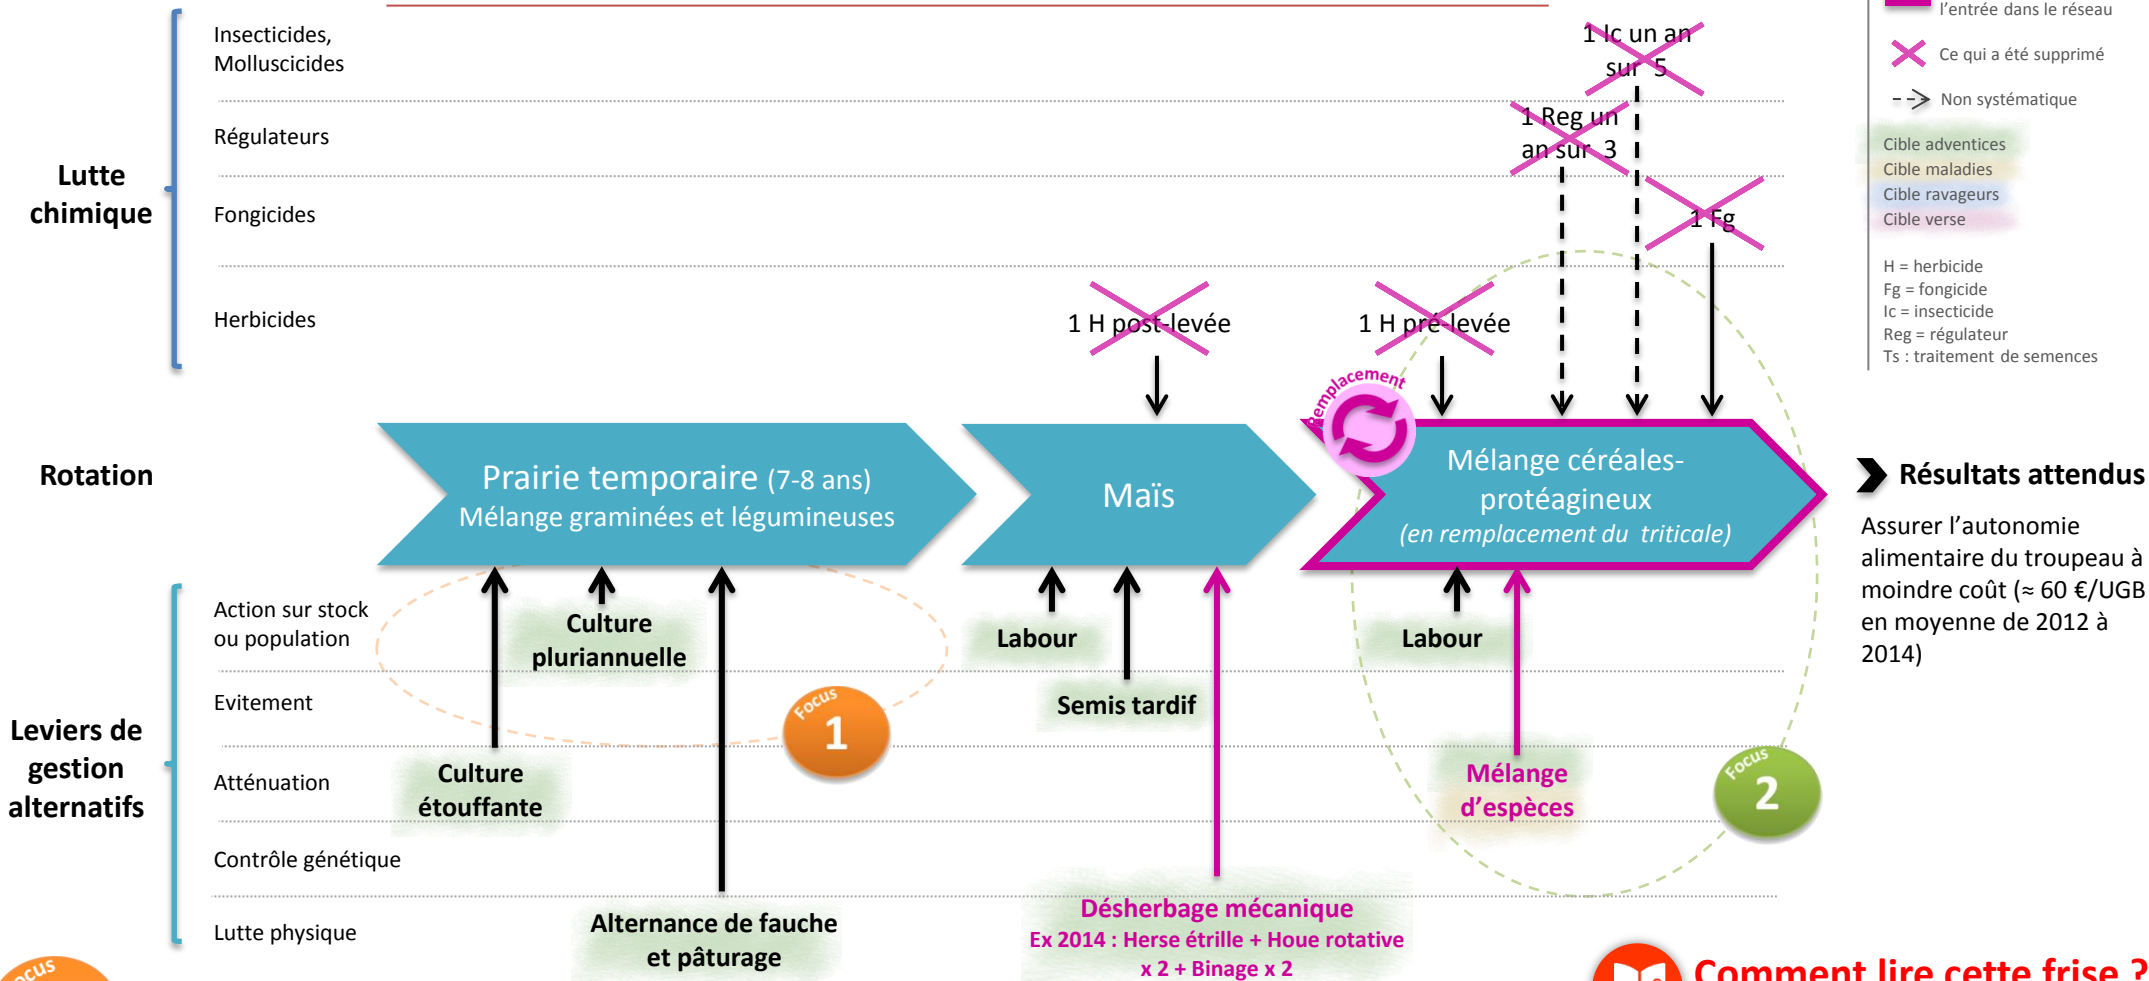 l'entrée dans le réseau
Ce qui a été supprimé
Non systématique
Cible adventices
Cible maladies
Cible ravageurs
Cible verse
H = herbicide
Fg = fongicide
Ic = insecticide
Reg = régulateur
Ts : traitement de semences
Lutte
chimique
Insecticides,
Molluscicides
1 Ic un an
sur 5
Régulateurs
1 Reg un
an sur 3
Fongicides
1 Fg
Herbicides
1 H post-levée
1 H pré-levée
Rotation
Prairie temporaire (7-8 ans)
Mélange graminées et légumineuses
Maïs
Remplacement
Mélange céréales-
protéagineux
(en remplacement du triticale)
Résultats attendus
Assurer l'autonomie
alimentaire du troupeau à
moindre coût (≈ 60 €/UGB
en moyenne de 2012 à
2014)
Leviers de
gestion
alternatifs
Action sur stock
ou population
Culture
pluriannuelle
Labour
Labour
Evitement
Semis tardif
Focus
1
Atténuation
Culture
étouffante
Mélange
d'espèces
Focus
2
Contrôle génétique
Lutte physique
Alternance de fauche
et pâturage
Désherbage mécanique
Ex 2014 : Herse étrille + Houe rotative
x 2 + Binage x 2
Focus
Comment lire cette frise ?